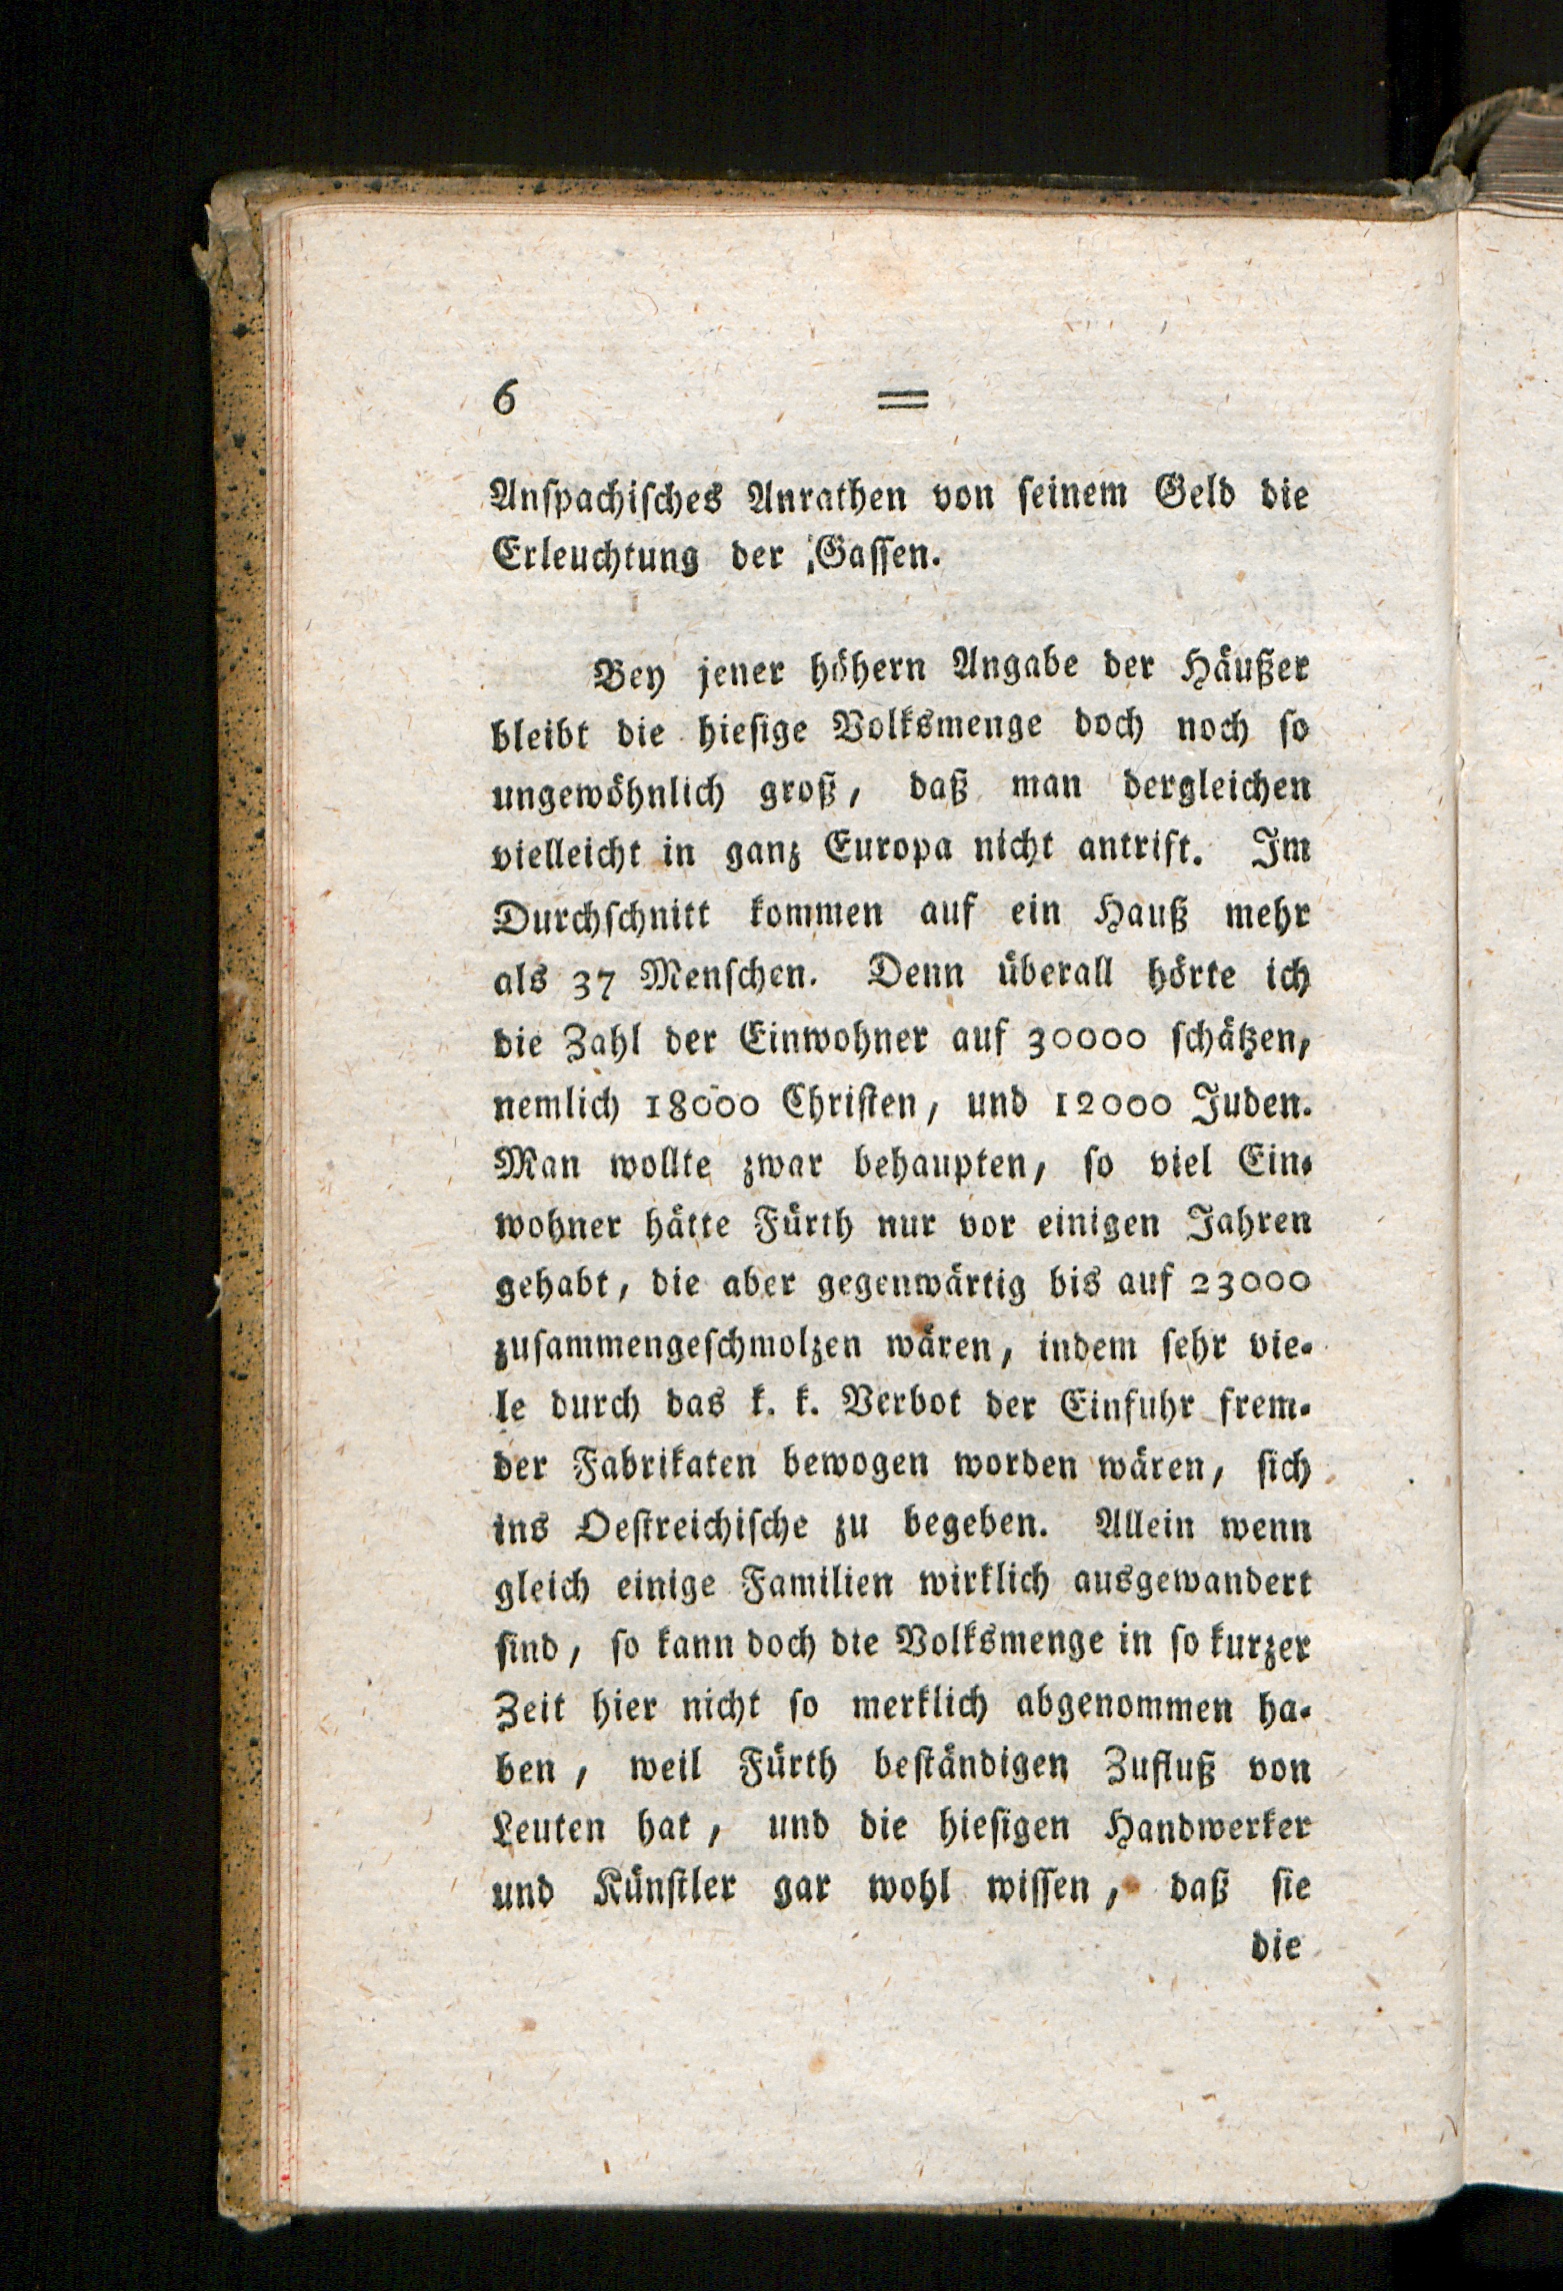 6 =
Anſpachiſches Anrathen von ſeinem Geld die
Erleuchtung der Gaſſen.
Bey jener höhern Angabe der Häußer
bleibt die hieſige Volksmenge doch noch ſo
ungewöhnlich groß, daß man dergleichen
vielleicht in ganz Europa nicht antrift. Im
Durchſchnitt kommen auf ein Hauß mehr
als 37 Menſchen. Denn überall hörte ich
die Zahl der Einwohner auf 30000 ſchätzen,
nemlich 18000 Chriſten, und 12000 Juden.
Man wollte zwar behaupten, ſo viel Ein-
wohner hätte Fürth nur vor einigen Jahren
gehabt, die aber gegenwärtig bis auf 23000
zuſammengeſchmolzen wären, indem ſehr vie-
le durch das k. k. Verbot der Einfuhr frem-
der Fabrikaten bewogen worden wären, ſich
ins Oeſtreichiſche zu begeben. Allein wenn
gleich einige Familien wirklich ausgewandert
ſind, ſo kann doch die Volksmenge in ſo kurzer
Zeit hier nicht ſo merklich abgenommen ha-
ben, weil Fürth beſtändigen Zufluß von
Leuten hat, und die hieſigen Handwerker
und Künſtler gar wohl wiſſen, daß ſie
die